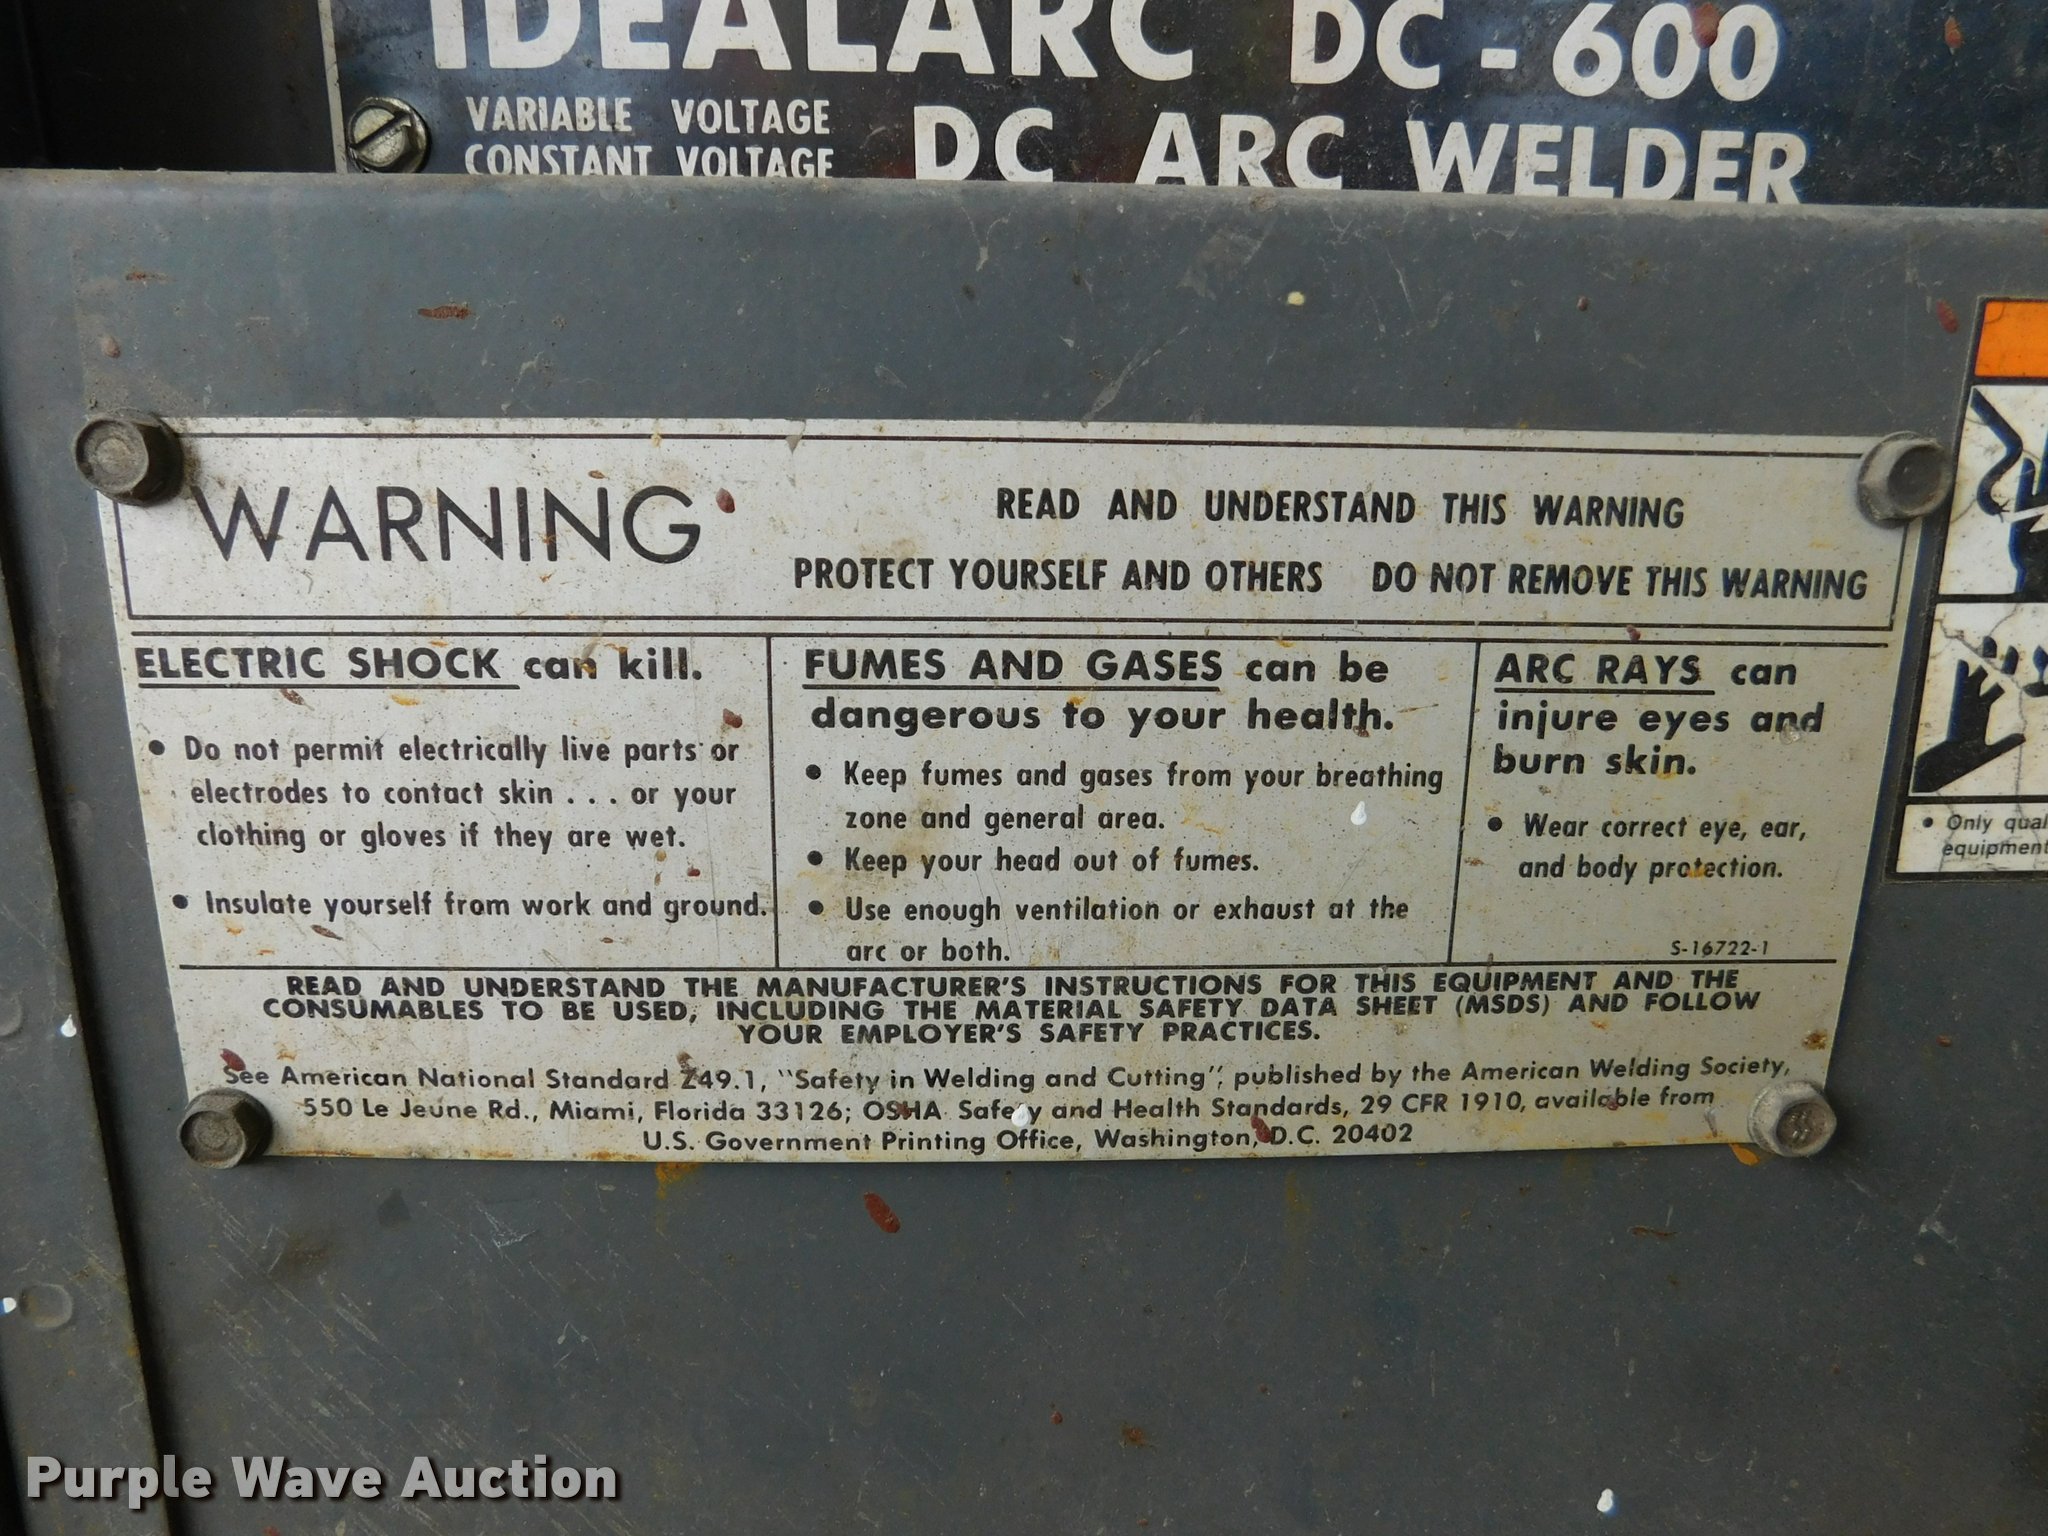 IDEALARC DC-600
VARIABLE VOLTAGE
CONSTANT VOLTAGE
DC ARC WELDER
WARNING
READ AND UNDERSTAND THIS WARNING
PROTECT YOURSELF AND OTHERS DO NOT REMOVE THIS WARNING
ELECTRIC SHOCK can kill.
• Do not permit electrically live parts or
electrodes to contact skin . . . or your
clothing or gloves if they are wet.
• Insulate yourself from work and ground.
FUMES AND GASES can be
dangerous to your health.
• Keep fumes and gases from your breathing
zone and general area.
• Keep your head out of fumes.
• Use enough ventilation or exhaust at the
arc or both.
ARC RAYS can
injure eyes and
burn skin.
• Wear correct eye, ear,
and body protection.
S-16722-1
READ AND UNDERSTAND THE MANUFACTURER'S INSTRUCTIONS FOR THIS EQUIPMENT AND THE
CONSUMABLES TO BE USED, INCLUDING THE MATERIAL SAFETY DATA SHEET (MSDS) AND FOLLOW
YOUR EMPLOYER'S SAFETY PRACTICES.
See American National Standard Z49.1, "Safety in Welding and Cutting", published by the American Welding Society,
550 Le Jeune Rd., Miami, Florida 33126; OSHA Safety and Health Standards, 29 CFR 1910, available from
U.S. Government Printing Office, Washington, D.C. 20402
• Only
equipment
Purple Wave Auction